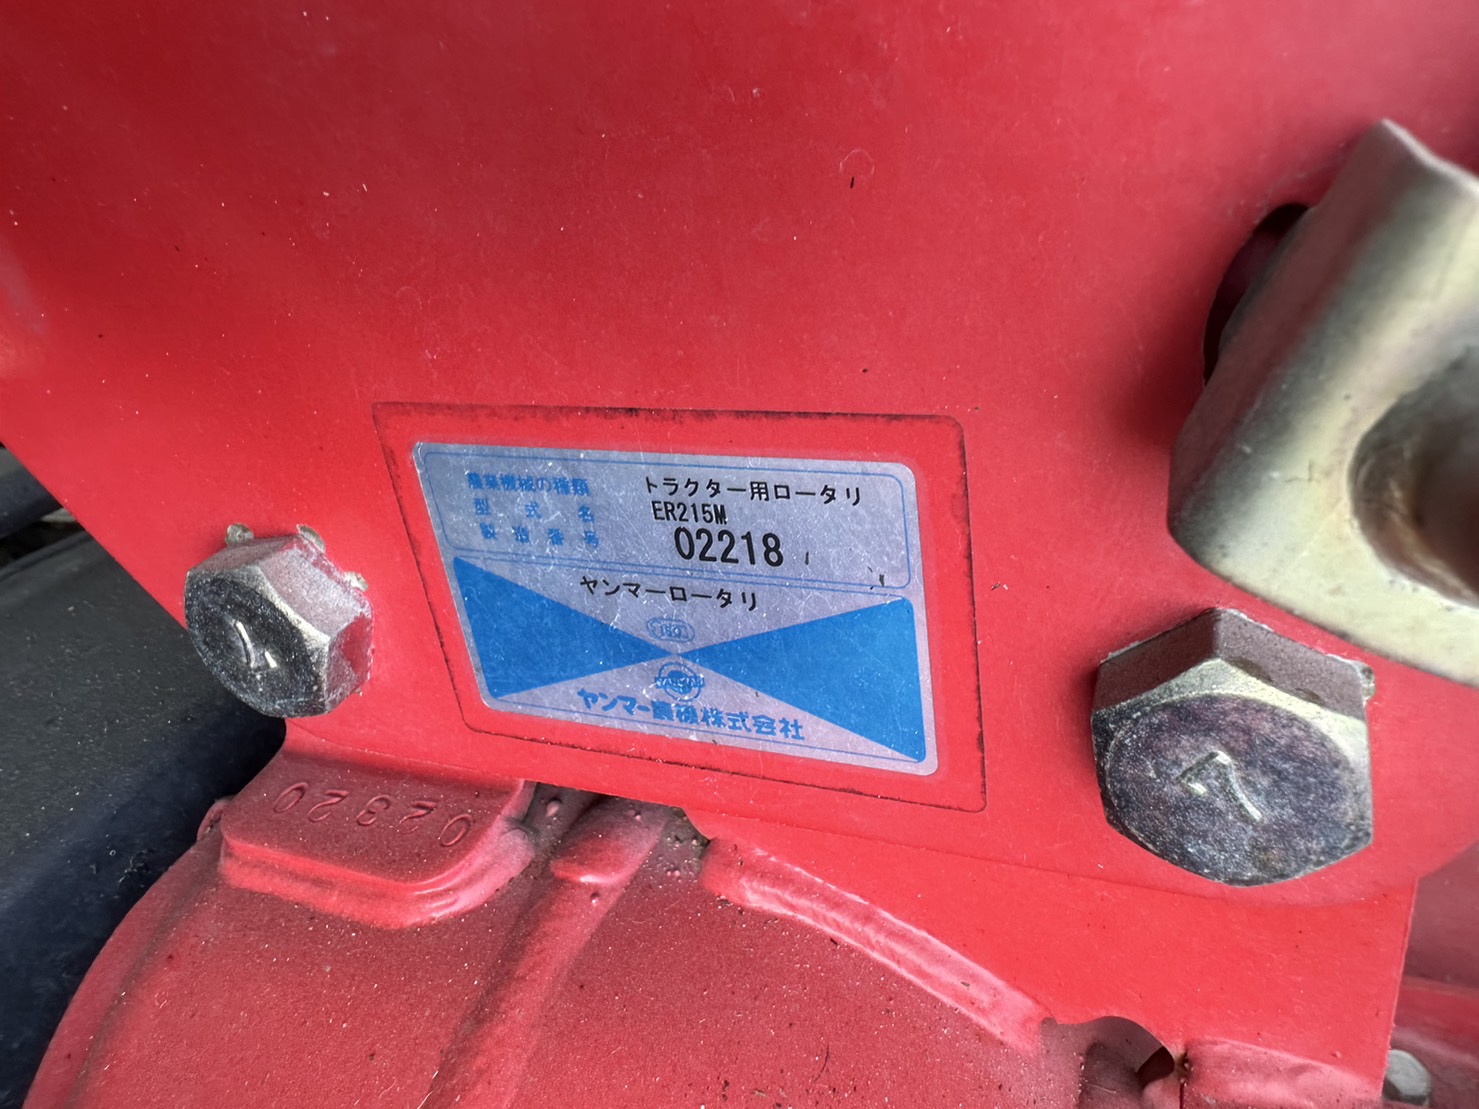 農業機械の種類 トラクター用ロータリ
型式名 ER215M
製造番号 02218
ヤンマーロータリ
ヤンマー農機株式会社
02320
7
7